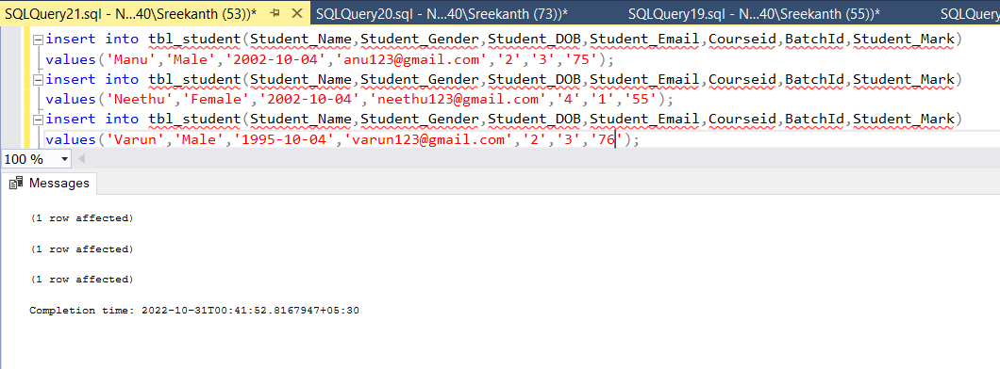 SQLQuery21.sql - N...40\Sreekanth (53))* SQLQuery20.sql - N...40\Sreekanth (73))* SQLQuery19.sql - N...40\Sreekanth (55))* SQLQuery
insert into tbl_student(Student_Name,Student_Gender,Student_DOB,Student_Email,Courseid,BatchId,Student_Mark)
values('Manu','Male','2002-10-04','anu123@gmail.com','2','3','75');
insert into tbl_student(Student_Name,Student_Gender,Student_DOB,Student_Email,Courseid,BatchId,Student_Mark)
values('Neethu','Female','2002-10-04','neethu123@gmail.com','4','1','55');
insert into tbl_student(Student_Name,Student_Gender,Student_DOB,Student_Email,Courseid,BatchId,Student_Mark)
values('Varun','Male','1995-10-04','varun123@gmail.com','2','3','76');
100 %
Messages
(1 row affected)
(1 row affected)
(1 row affected)
Completion time: 2022-10-31T00:41:52.8167947+05:30